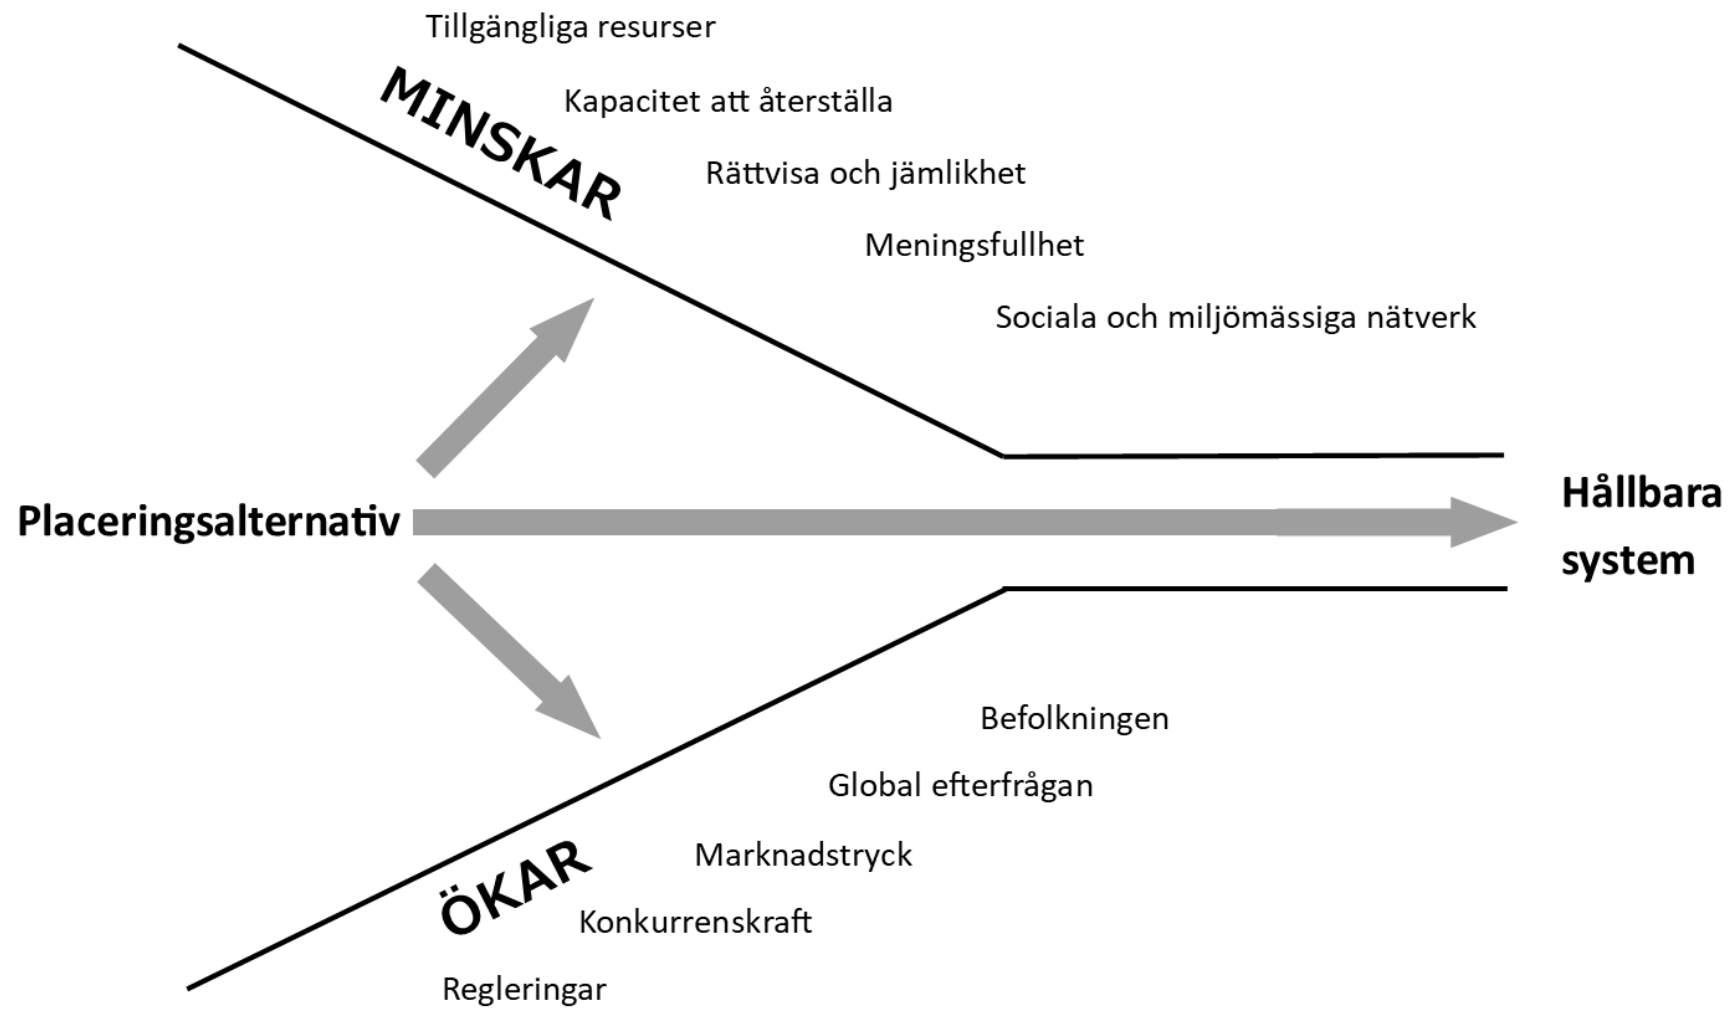 Tillgängliga resurser
MINSKAR
Kapacitet att återställa
Rättvisa och jämlikhet
Meningsfullhet
Sociala och miljömässiga nätverk
Placeringsalternativ
Hållbara
system
Befolkningen
Global efterfrågan
Marknadstryck
ÖKAR
Konkurrenskraft
Regleringar